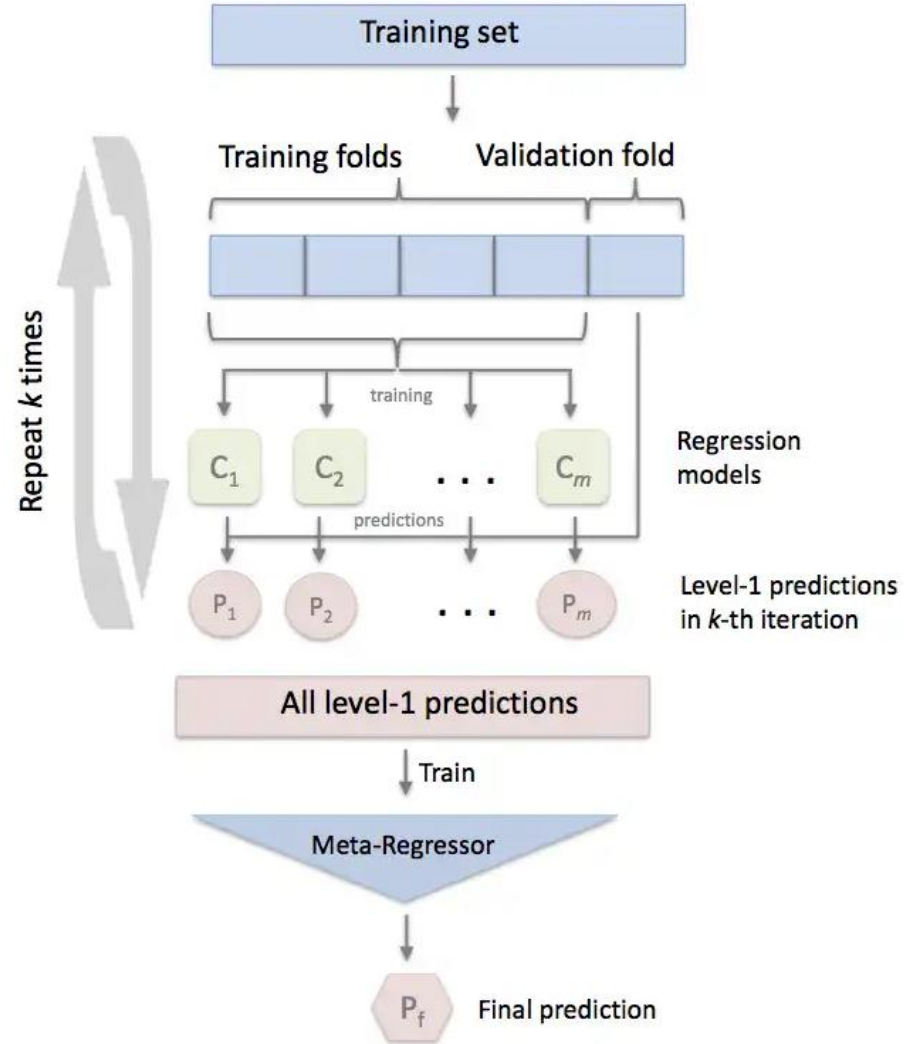 Training set
Training folds
Validation fold
Repeat k times
training
C1
C2
. . .
Cm
Regression
models
predictions
P1
P2
. . .
Pm
Level-1 predictions
in k-th iteration
All level-1 predictions
Train
Meta-Regressor
Pf
Final prediction